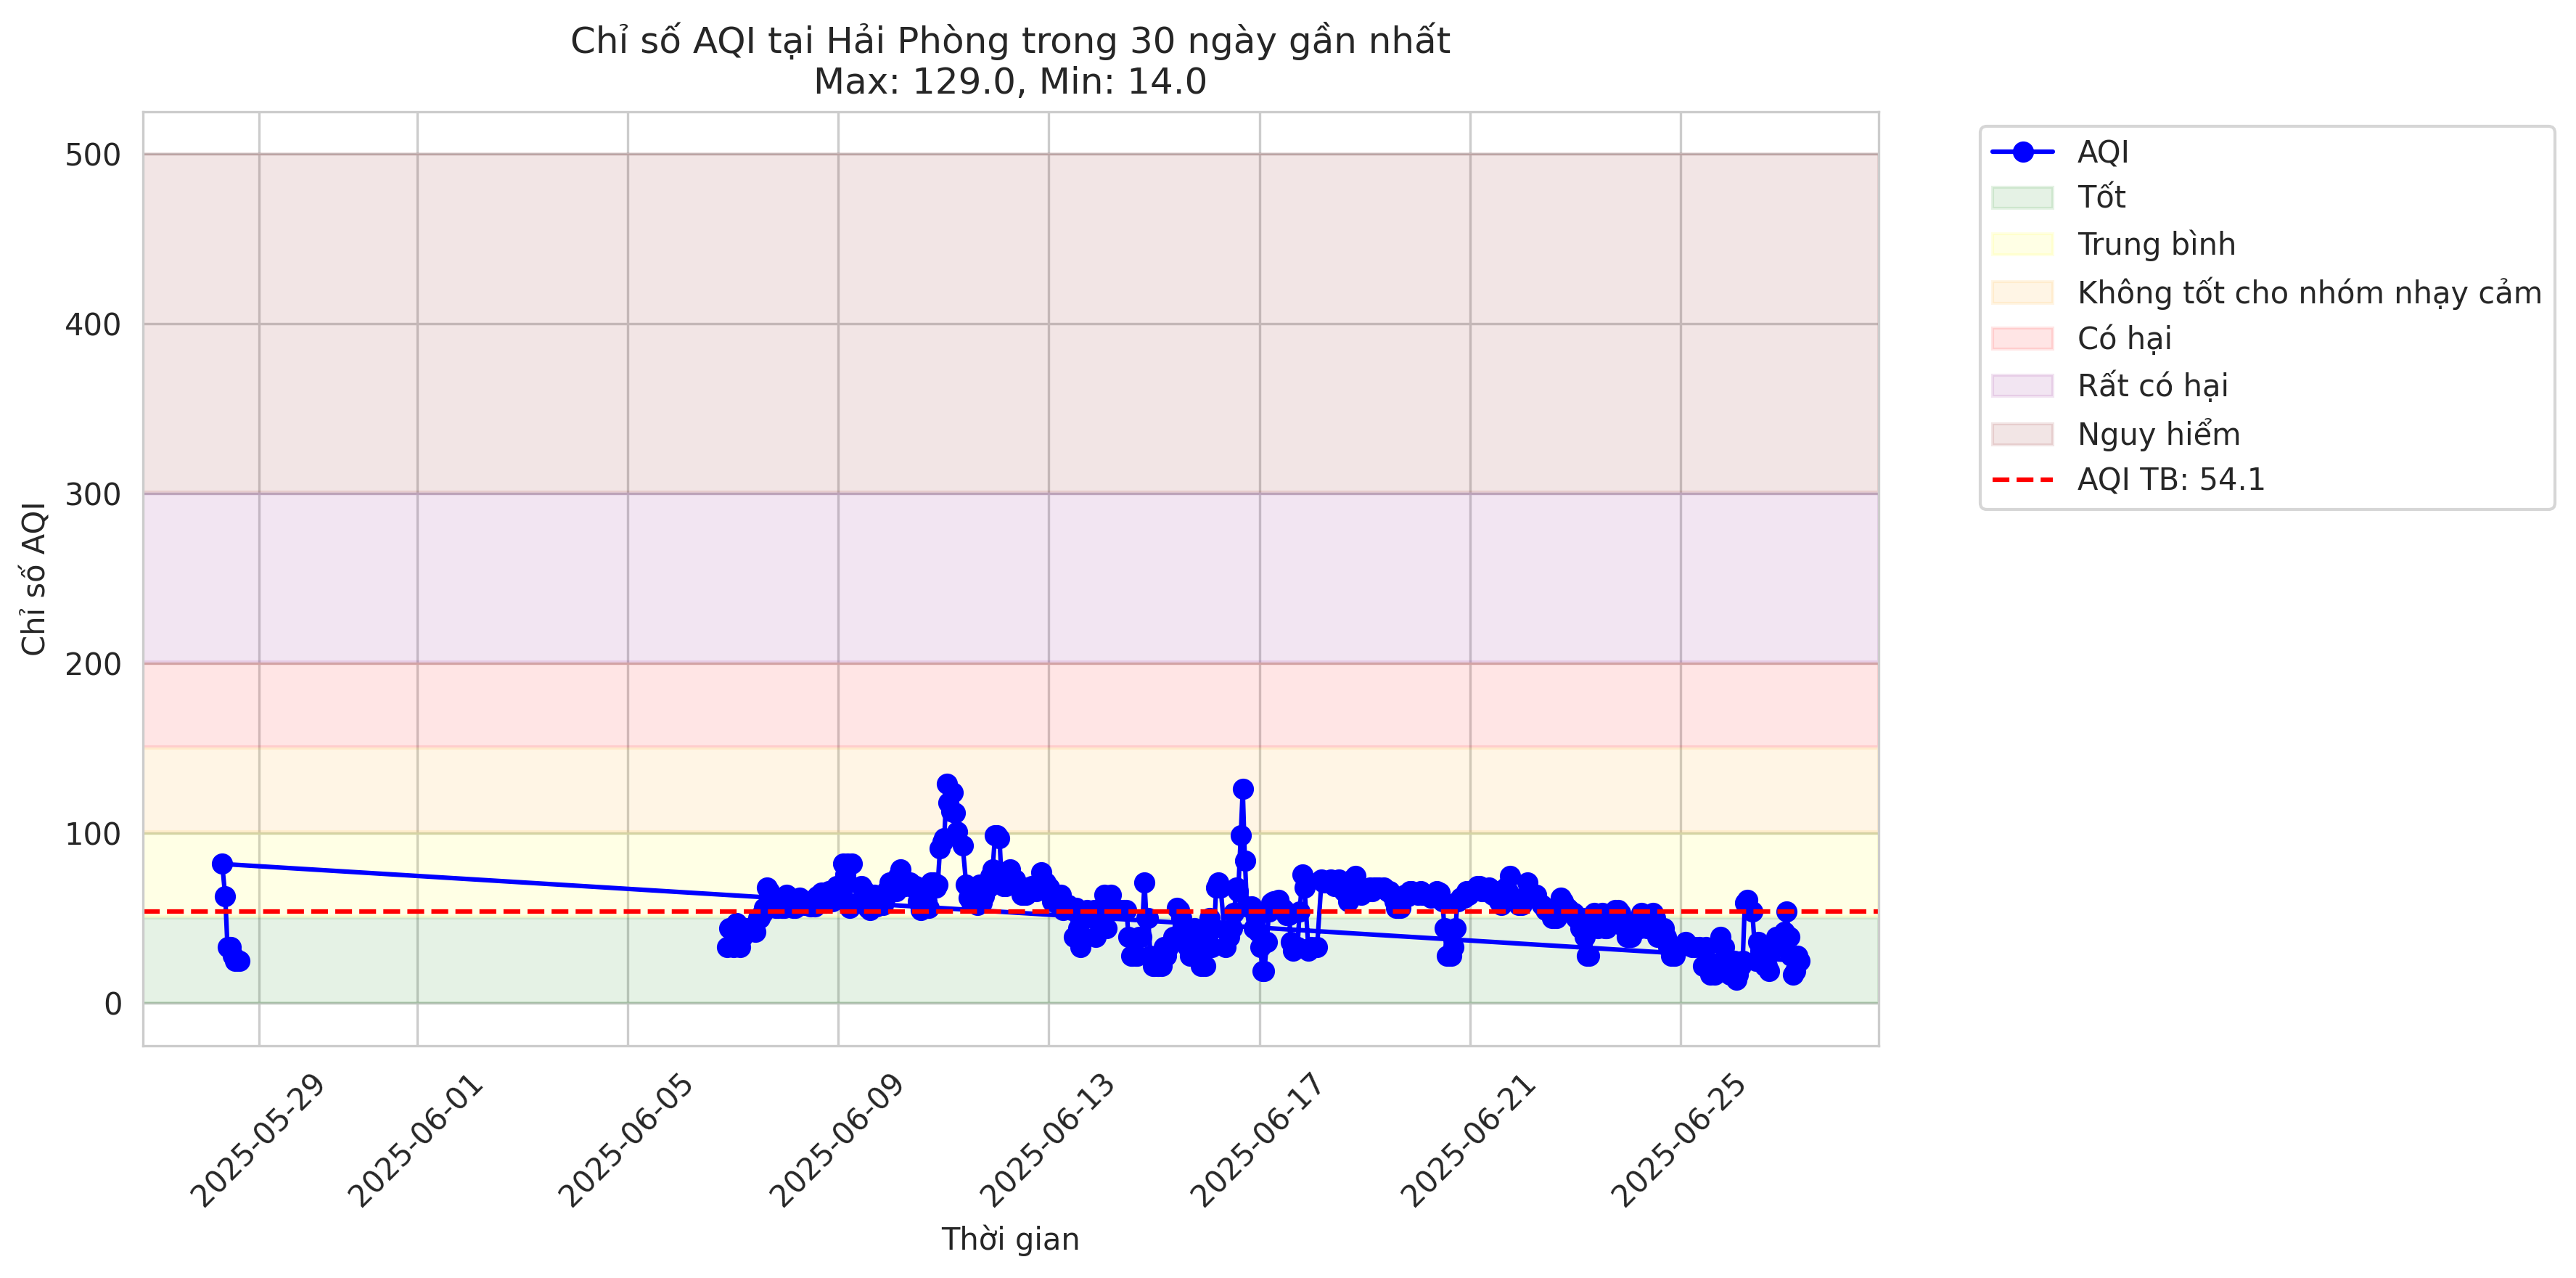 Chỉ số AQI tại Hải Phòng trong 30 ngày gần nhất
Max: 129.0, Min: 14.0
Chỉ số AQI
500
400
300
200
100
0
2025-05-29
2025-06-01
2025-06-05
2025-06-09
2025-06-13
2025-06-17
2025-06-21
2025-06-25
Thời gian
AQI
Tốt
Trung bình
Không tốt cho nhóm nhạy cảm
Có hại
Rất có hại
Nguy hiểm
AQI TB: 54.1